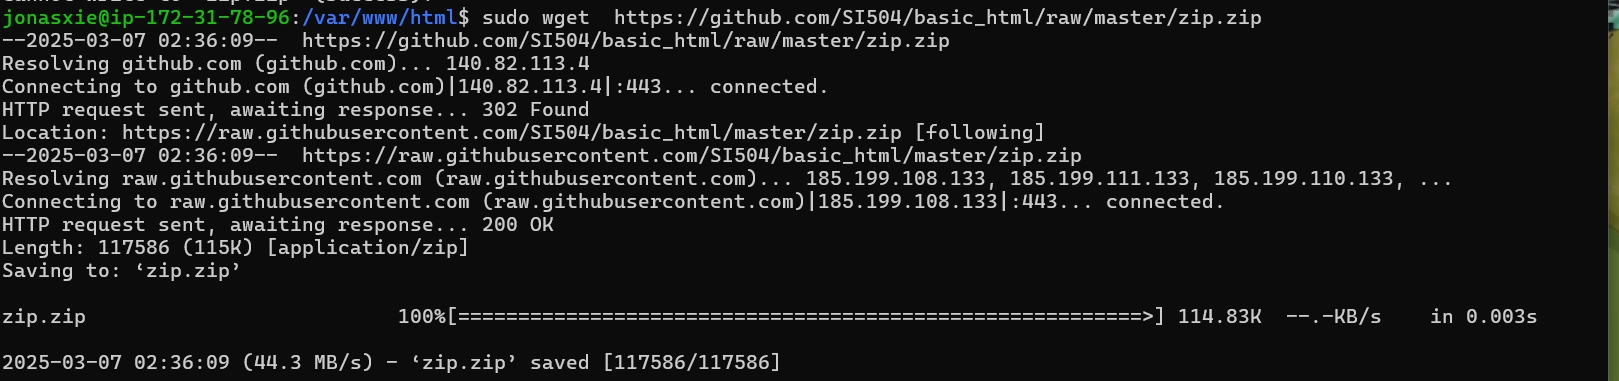 jonasxie@ip-172-31-78-96:/var/www/html$ sudo wget  https://github.com/SI504/basic_html/raw/master/zip.zip
--2025-03-07 02:36:09--  https://github.com/SI504/basic_html/raw/master/zip.zip
Resolving github.com (github.com)... 140.82.113.4
Connecting to github.com (github.com)|140.82.113.4|:443... connected.
HTTP request sent, awaiting response... 302 Found
Location: https://raw.githubusercontent.com/SI504/basic_html/master/zip.zip [following]
--2025-03-07 02:36:09--  https://raw.githubusercontent.com/SI504/basic_html/master/zip.zip
Resolving raw.githubusercontent.com (raw.githubusercontent.com)... 185.199.108.133, 185.199.111.133, 185.199.110.133, ...
Connecting to raw.githubusercontent.com (raw.githubusercontent.com)|185.199.108.133|:443... connected.
HTTP request sent, awaiting response... 200 OK
Length: 117586 (115K) [application/zip]
Saving to: ‘zip.zip’
zip.zip                          100%[=========================================================>] 114.83K  --.-KB/s    in 0.003s
2025-03-07 02:36:09 (44.3 MB/s) - ‘zip.zip’ saved [117586/117586]